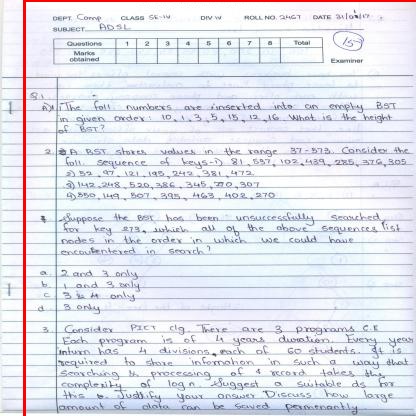 DEPT. Comp CLASS SE-IV DIV IV ROLL NO. 2467 DATE 31/08/17
SUBJECT ADSL
Questions 1 2 3 4 5 6 7 8 Total
Marks obtained
15
Examiner
Q.1
A) 1 The foll numbers are inserted into an empty BST
in given order: 10, 1, 3, 5, 15, 12, 16. What is the height
of BST?
2. A BST stores values in the range 37-573. Consider the
foll. sequence of keys-1) 81, 537, 102, 439, 285, 376, 305
2) 52, 97, 121, 195, 242, 381, 472
3) 142, 248, 520, 386, 345, 270, 307
4) 550, 149, 507, 395, 463, 402, 270
Suppose the BST has been unsuccessfully searched
for key 273, which all of the above sequences list
nodes in the order in which we could have
encountered in search?
a. 2 and 3 only
b. 1 and 3 only
c. 3 & 4 only
d. 3 only
3. Consider PICT clg. There are 3 programs C.E
Each program is of 4 years duration. Every year
inturn has 4 divisions, each of 60 students. It is
required to store information in such a way that
searching & processing of record takes the
complexity of logn. Suggest a suitable ds for
this. Justify your answer. Discuss how large
amount of data can be saved permanently